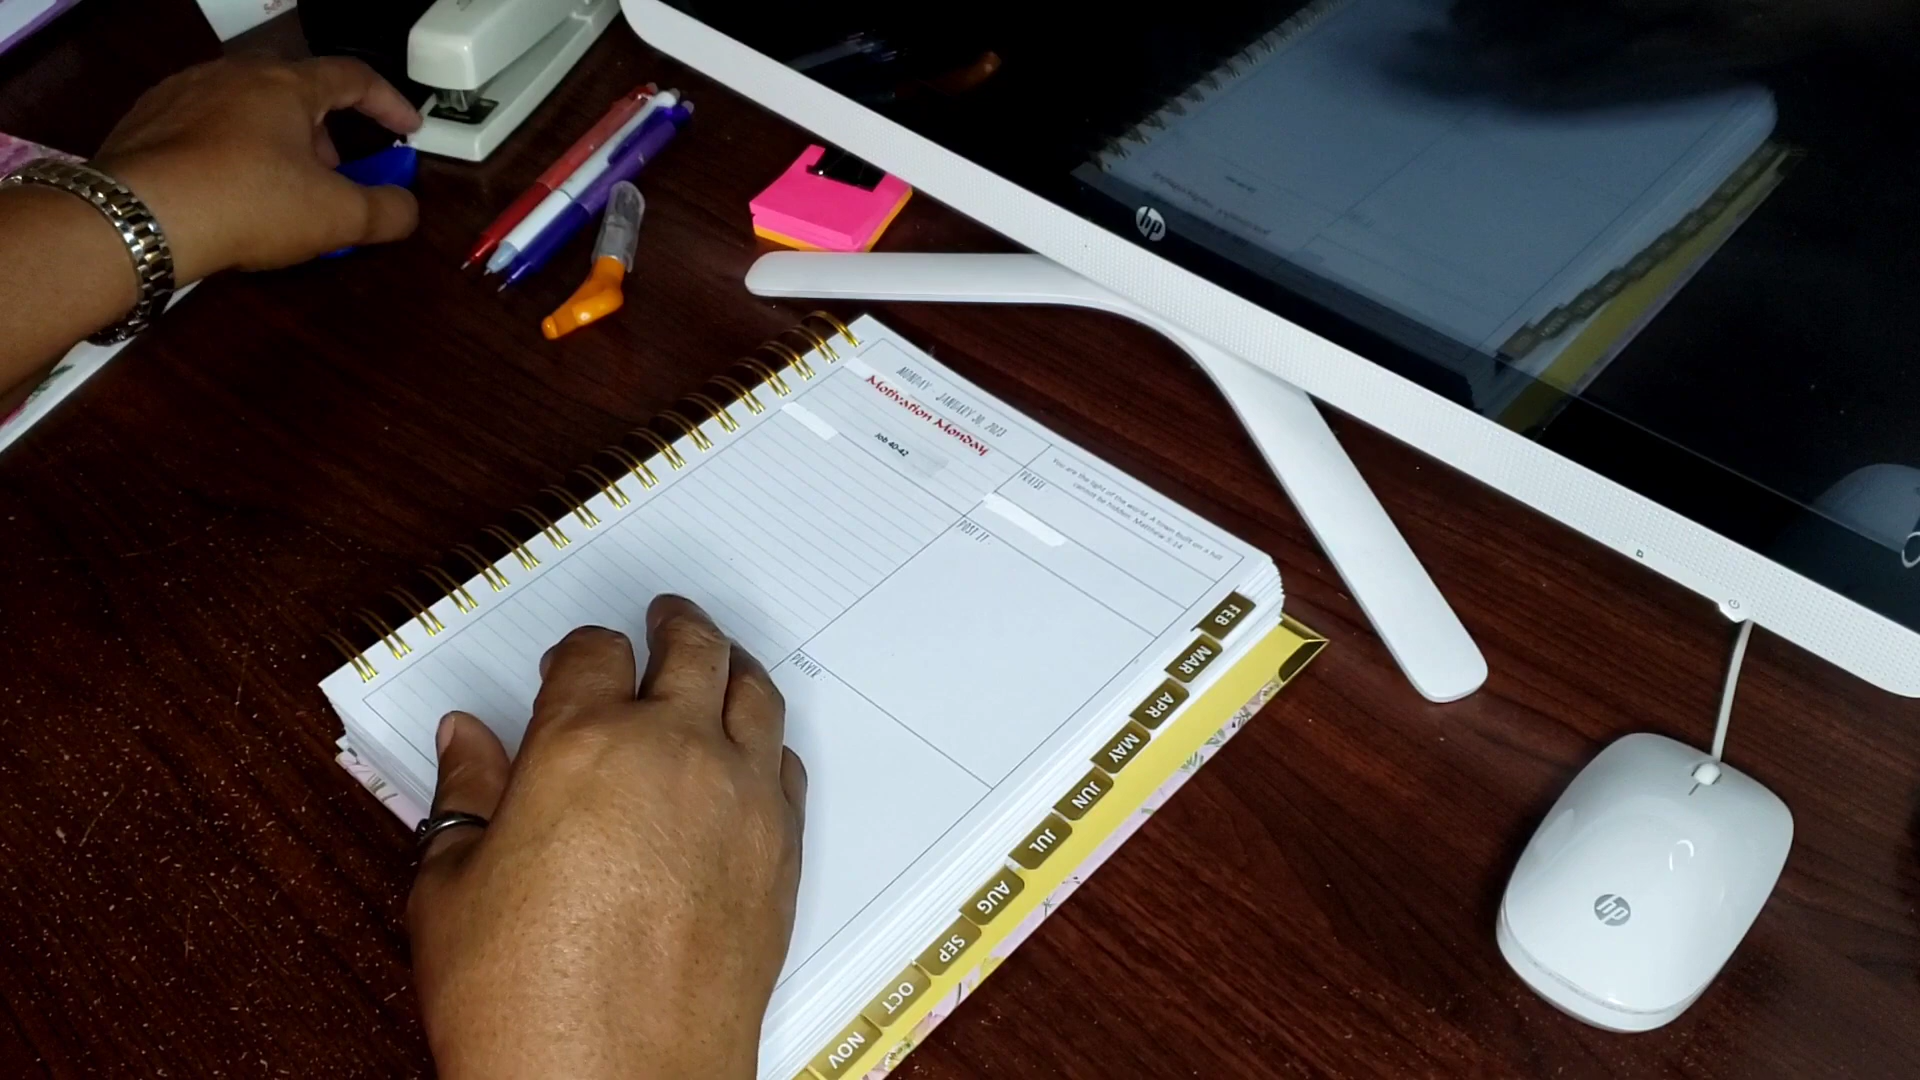 MONDAY - JANUARY 30, 2023
Motivation Monday
Job 40-42
You are the light of the world. A town built on a hill
cannot be hidden. Matthew 5:14
PRAISE:
POST IT:
PRAYER:
FEB
MAR
APR
MAY
JUN
JUL
AUG
SEP
OCT
NOV
hp
hp